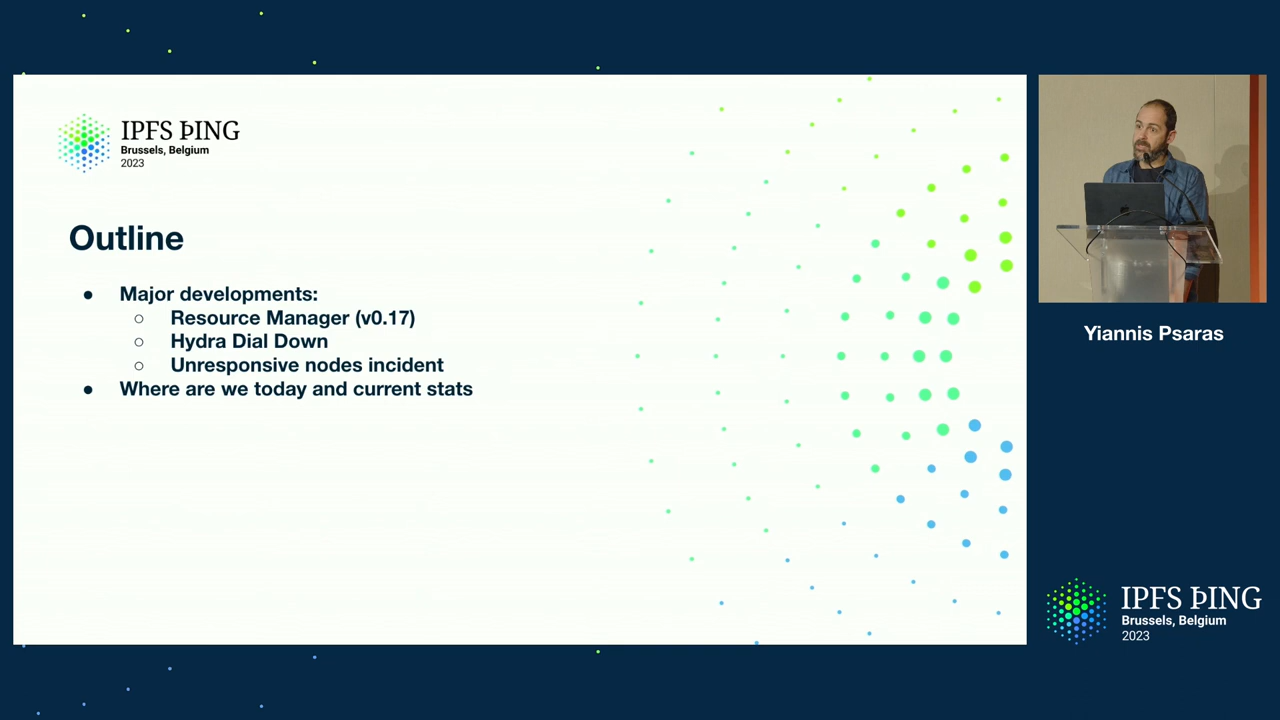 IPFS ÞING
Brussels, Belgium
2023
Outline
● Major developments:
○ Resource Manager (v0.17)
○ Hydra Dial Down
○ Unresponsive nodes incident
● Where are we today and current stats
Yiannis Psaras
IPFS ÞING
Brussels, Belgium
2023